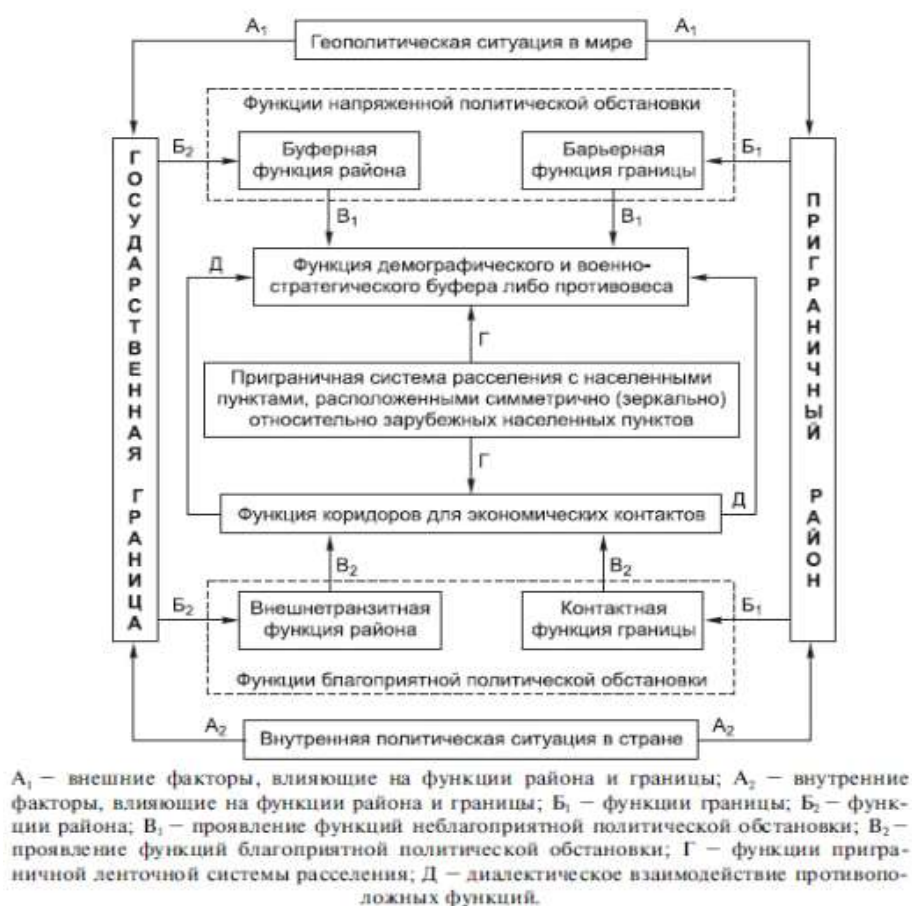 А₁ Геополитическая ситуация в мире А₁
Функции напряженной политической обстановки
Б₂ Буферная
функция района
Барьерная
функция границы
Б₁
В₁ В₁
ГОСУДАРСТВЕННАЯ ГРАНИЦА
ПРИГРАНИЧНЫЙ РАЙОН
Д
Функция демографического и военно-
стратегического буфера либо противовеса
Г
Приграничная система расселения с населенными
пунктами, расположенными симметрично (зеркально)
относительно зарубежных населенных пунктов
Г
Функция коридоров для экономических контактов
Д
В₂ В₂
Б₂ Внешнетранзитная
функция района
Контактная
функция границы
Б₁
Функции благоприятной политической обстановки
А₂ Внутренняя политическая ситуация в стране А₂
А₁ – внешние факторы, влияющие на функции района и границы; А₂ – внутренние
факторы, влияющие на функции района и границы; Б₁ – функции границы; Б₂ – функ-
ции района; В₁ – проявление функций неблагоприятной политической обстановки; В₂ –
проявление функций благоприятной политической обстановки; Г – функции пригра-
ничной ленточной системы расселения; Д – диалектическое взаимодействие противопо-
ложных функций.